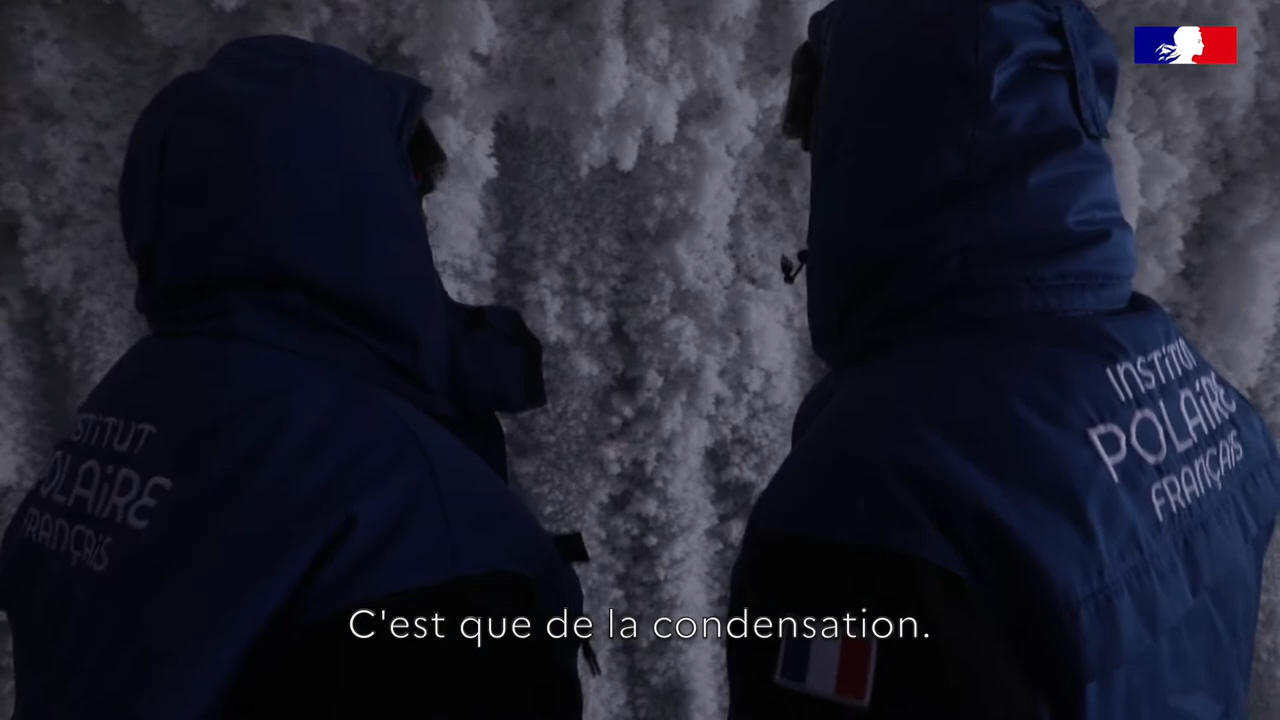 INSTITUT
POLAIRE
FRANÇAIS
INSTITUT
POLAIRE
FRANÇAIS
C'est que de la condensation.